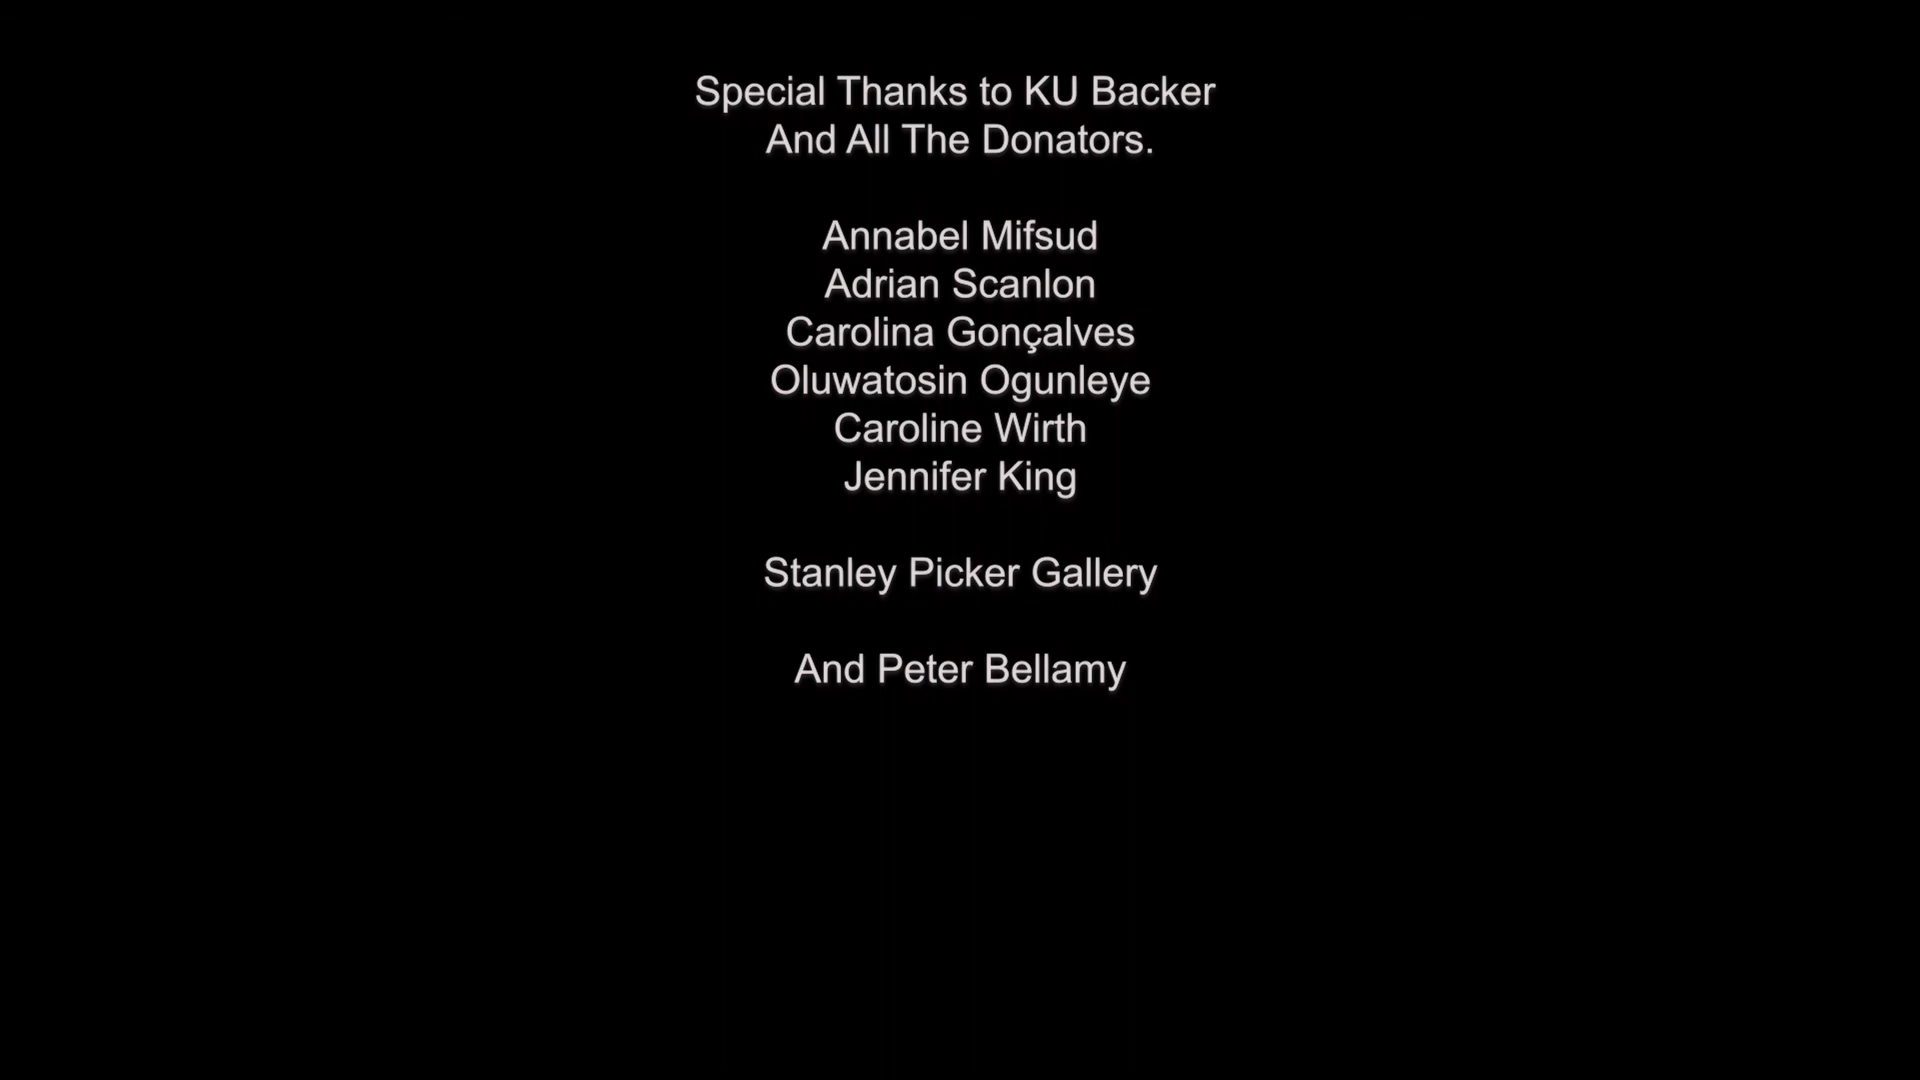 Special Thanks to KU Backer
And All The Donators.
Annabel Mifsud
Adrian Scanlon
Carolina Gonçalves
Oluwatosin Ogunleye
Caroline Wirth
Jennifer King
Stanley Picker Gallery
And Peter Bellamy